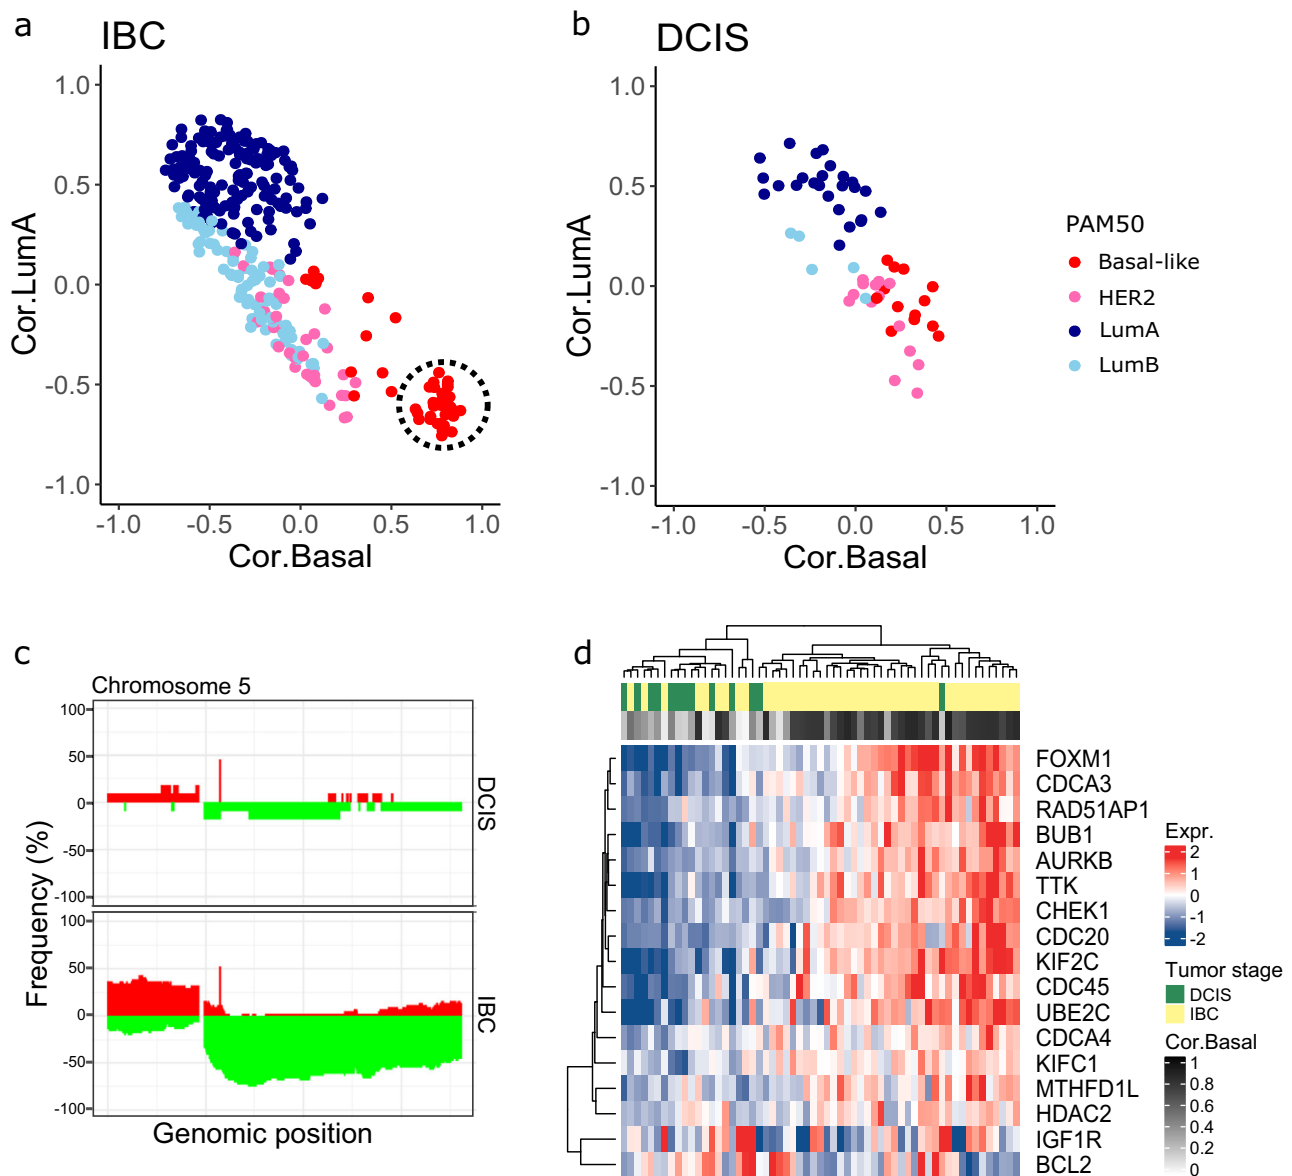 a
IBC
1.0
0.5
0.0
-0.5
-1.0
Cor.LumA
-1.0 -0.5 0.0 0.5 1.0
Cor.Basal
b
DCIS
1.0
0.5
0.0
-0.5
-1.0
Cor.LumA
-1.0 -0.5 0.0 0.5 1.0
Cor.Basal
PAM50
Basal-like
HER2
LumA
LumB
c
Chromosome 5
100
50
0
-50
-100
DCIS
100
50
0
-50
-100
IBC
Frequency (%)
Genomic position
d
FOXM1
CDCA3
RAD51AP1
BUB1
AURKB
TTK
CHEK1
CDC20
KIF2C
CDC45
UBE2C
CDCA4
KIFC1
MTHFD1L
HDAC2
IGF1R
BCL2
Expr.
2
1
0
-1
-2
Tumor stage
DCIS
IBC
Cor.Basal
1
0.8
0.6
0.4
0.2
0